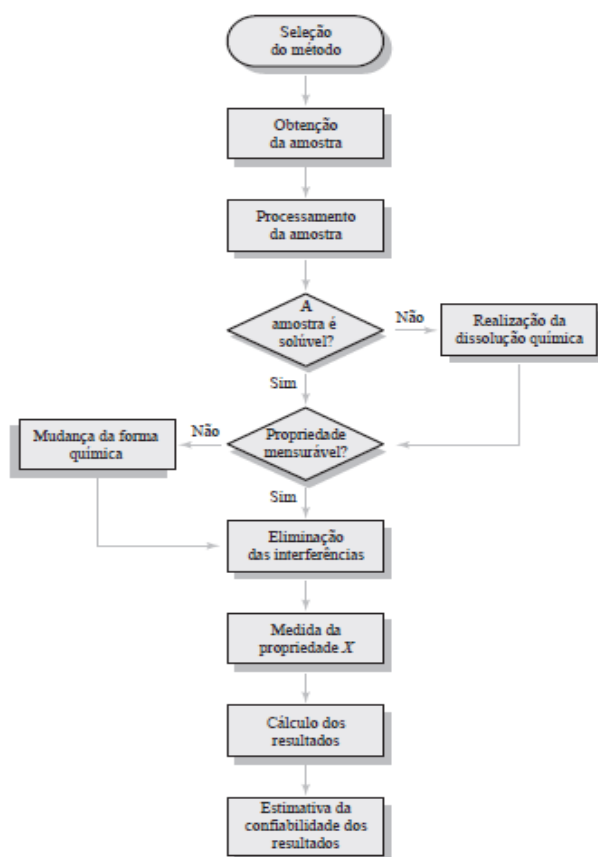 Seleção
do método
Obtenção
da amostra
Processamento
da amostra
A
amostra é
solúvel?
Não
Realização da
dissolução química
Sim
Mudança da forma
química
Não
Propriedade
mensurável?
Sim
Eliminação
das interferências
Medida da
propriedade X
Cálculo dos
resultados
Estimativa da
confiabilidade dos
resultados